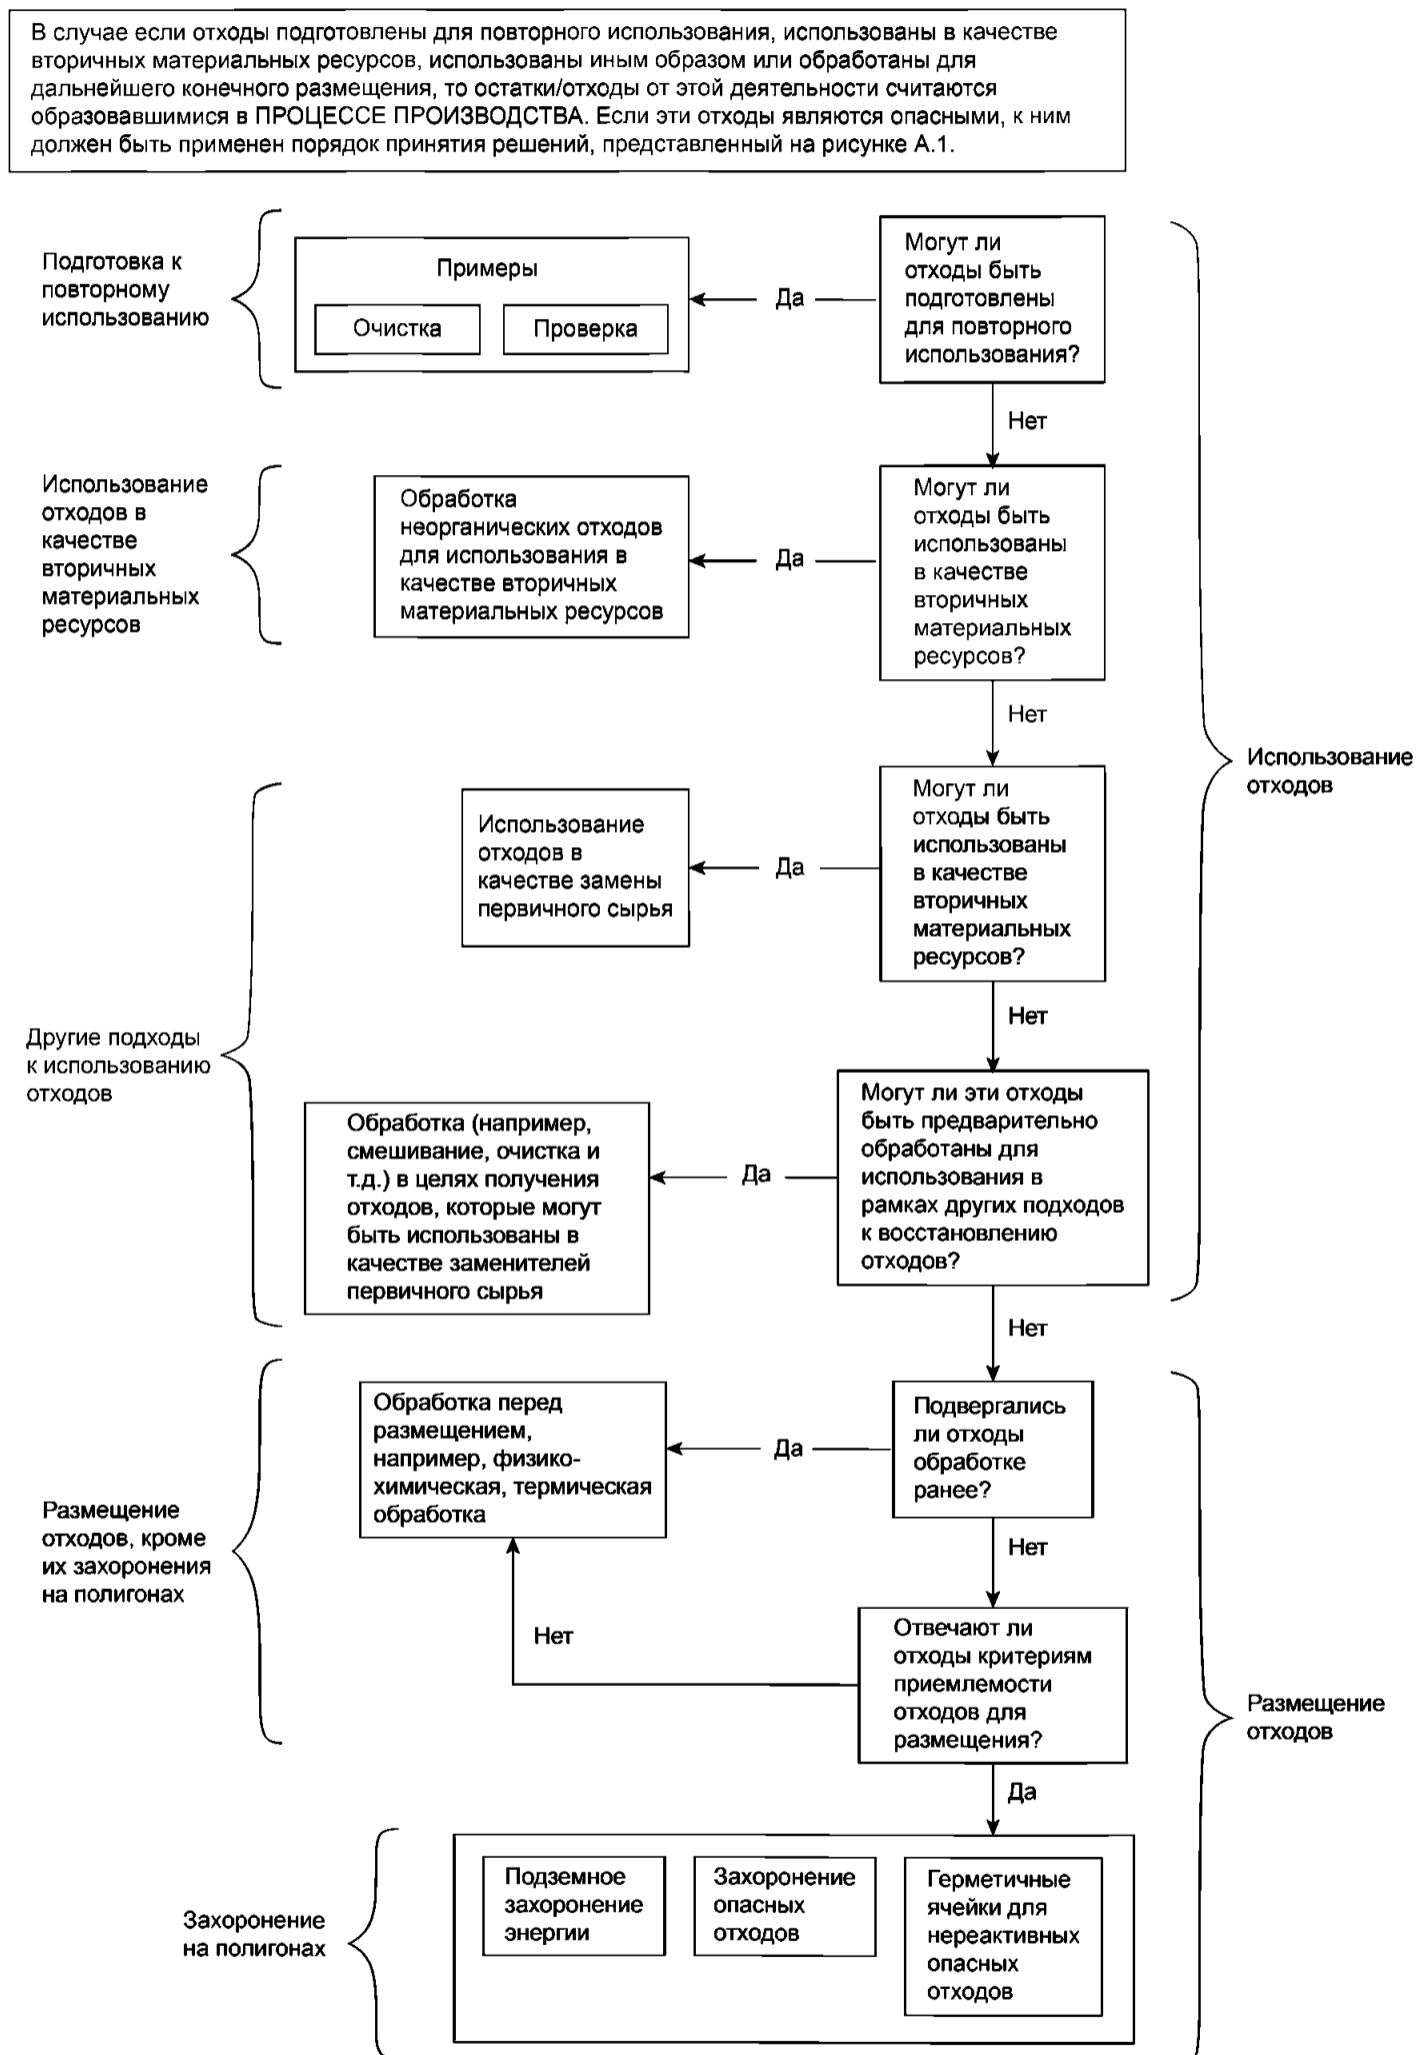 В случае если отходы подготовлены для повторного использования, использованы в качестве
вторичных материальных ресурсов, использованы иным образом или обработаны для
дальнейшего конечного размещения, то остатки/отходы от этой деятельности считаются
образовавшимися в ПРОЦЕССЕ ПРОИЗВОДСТВА. Если эти отходы являются опасными, к ним
должен быть применен порядок принятия решений, представленный на рисунке А.1.
Подготовка к
повторному
использованию
Примеры
Очистка
Проверка
Да
Могут ли
отходы быть
подготовлены
для повторного
использования?
Нет
Использование
отходов в
качестве
вторичных
материальных
ресурсов
Обработка
неорганических отходов
для использования в
качестве вторичных
материальных ресурсов
Да
Могут ли
отходы быть
использованы
в качестве
вторичных
материальных
ресурсов?
Нет
Использование
отходов
Использование
отходов в
качестве замены
первичного сырья
Да
Могут ли
отходы быть
использованы
в качестве
вторичных
материальных
ресурсов?
Нет
Другие подходы
к использованию
отходов
Обработка (например,
смешивание, очистка и
т.д.) в целях получения
отходов, которые могут
быть использованы в
качестве заменителей
первичного сырья
Да
Могут ли эти отходы
быть предварительно
обработаны для
использования в
рамках других подходов
к восстановлению
отходов?
Нет
Обработка перед
размещением,
например, физико-
химическая, термическая
обработка
Да
Подвергались
ли отходы
обработке
ранее?
Нет
Размещение
отходов, кроме
их захоронения
на полигонах
Нет
Отвечают ли
отходы критериям
приемлемости
отходов для
размещения?
Размещение
отходов
Да
Захоронение
на полигонах
Подземное
захоронение
энергии
Захоронение
опасных
отходов
Герметичные
ячейки для
нереактивных
опасных
отходов